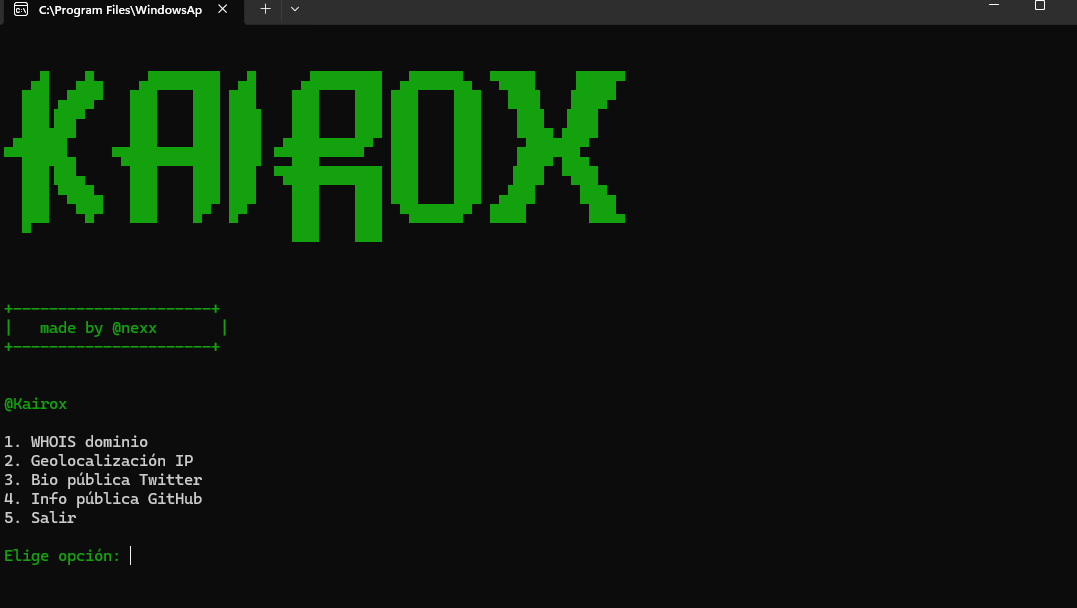 C:\Program Files\WindowsAp
KAIROX
+----------------------+
|   made by @nexx       |
+----------------------+
@Kairox
1. WHOIS dominio
2. Geolocalización IP
3. Bio pública Twitter
4. Info pública GitHub
5. Salir
Elige opción: